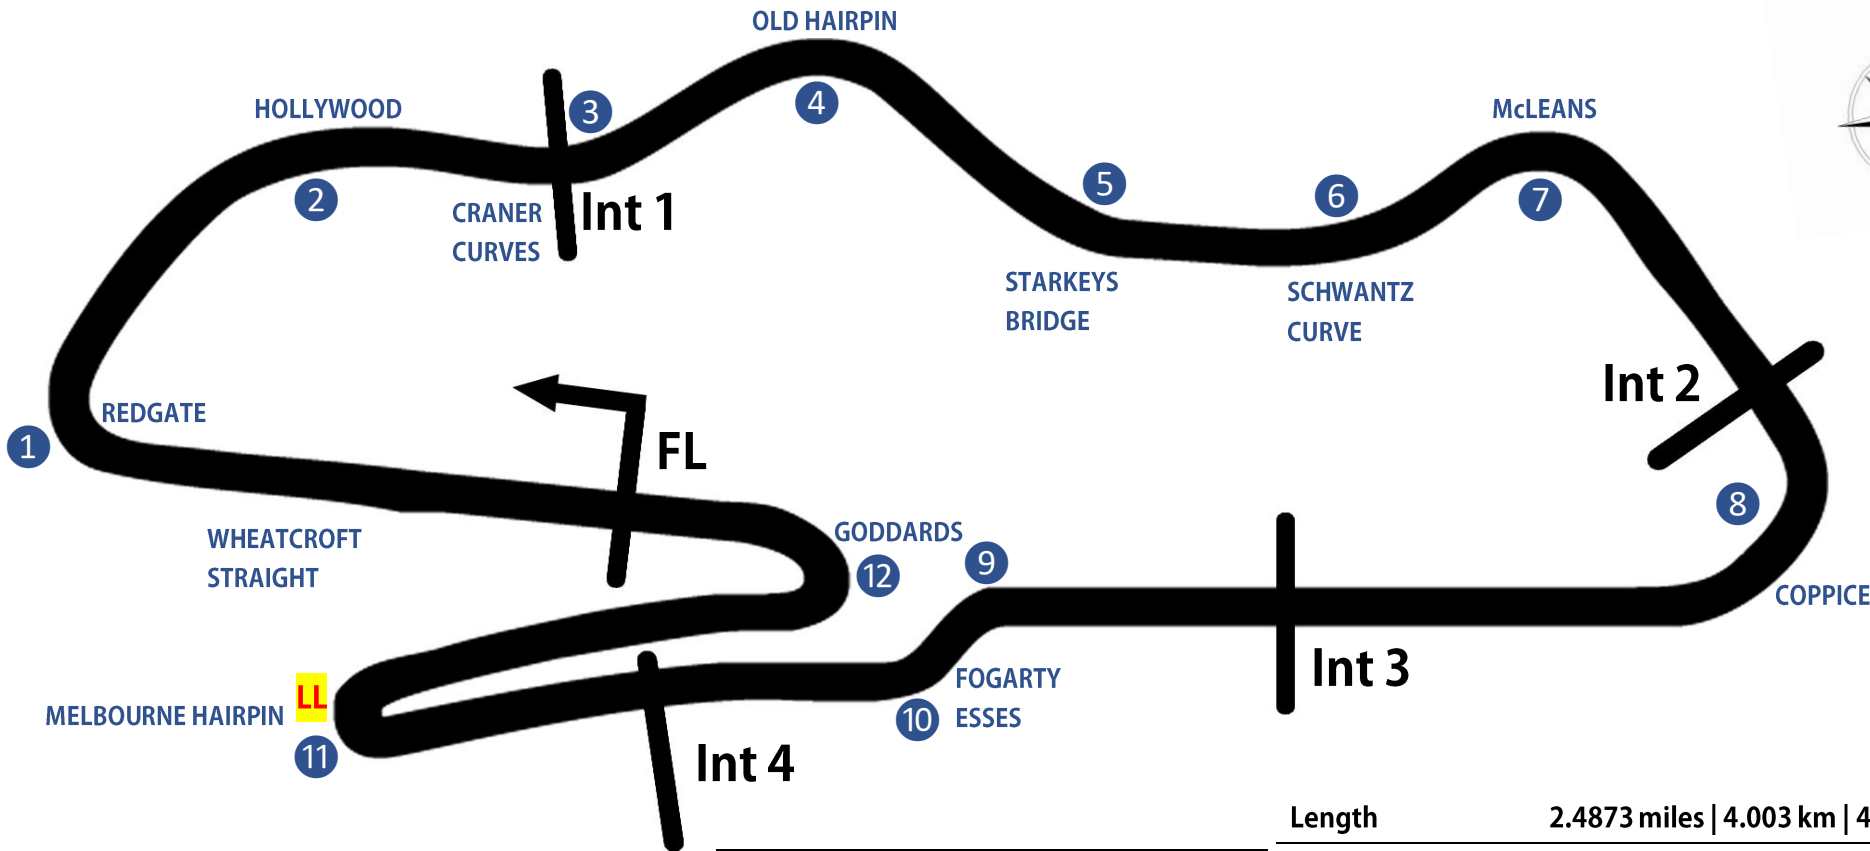 OLD HAIRPIN
HOLLYWOOD
3
4
McLEANS
2
CRANER
CURVES
Int 1
5
6
7
STARKEYS
BRIDGE
SCHWANTZ
CURVE
Int 2
REDGATE
1
FL
8
WHEATCROFT
STRAIGHT
GODDARDS
12
9
COPPICE
MELBOURNE HAIRPIN
LL
11
FOGARTY
ESSES
10
Int 3
Int 4
Length 2.4873 miles | 4.003 km | 4